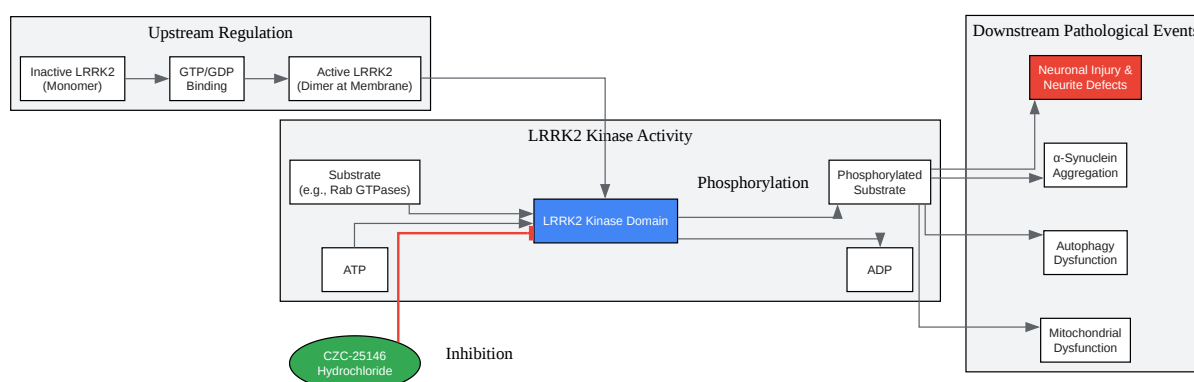 Upstream Regulation
Inactive LRRK2
(Monomer)
GTP/GDP
Binding
Active LRRK2
(Dimer at Membrane)
LRRK2 Kinase Activity
Substrate
(e.g., Rab GTPases)
ATP
LRRK2 Kinase Domain
Phosphorylation
Phosphorylated
Substrate
ADP
CZC-25146
Hydrochloride
Inhibition
Downstream Pathological Events
Neuronal Injury &
Neurite Defects
α-Synuclein
Aggregation
Autophagy
Dysfunction
Mitochondrial
Dysfunction